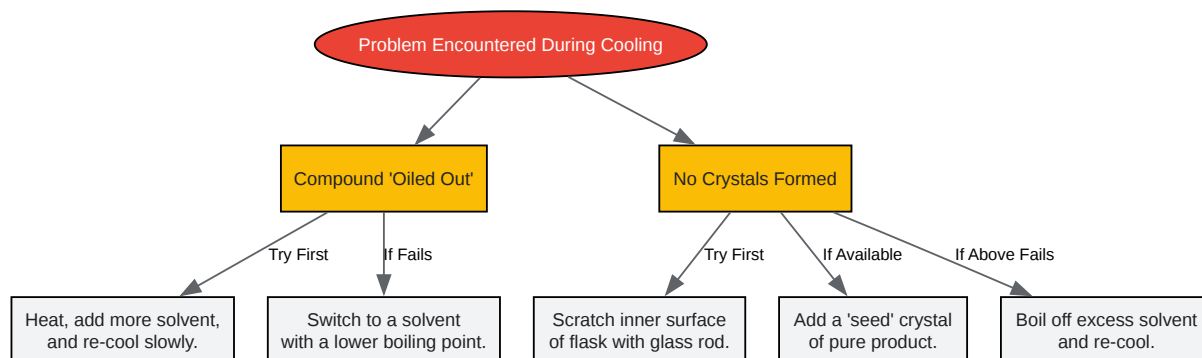 Problem Encountered During Cooling
Compound 'Oiled Out'
No Crystals Formed
Try First
If Fails
Try First
If Available
If Above Fails
Heat, add more solvent,
and re-cool slowly.
Switch to a solvent
with a lower boiling point.
Scratch inner surface
of flask with glass rod.
Add a 'seed' crystal
of pure product.
Boil off excess solvent
and re-cool.